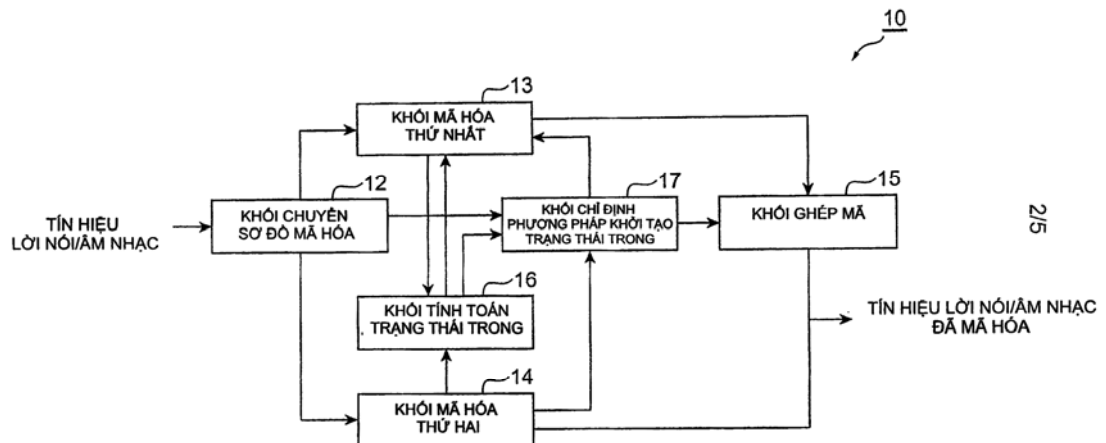 10
13
KHỐI MÃ HÓA
THỨ NHẤT
12
KHỐI CHUYỂN
SƠ ĐỒ MÃ HÓA
17
KHỐI CHỈ ĐỊNH
PHƯƠNG PHÁP KHỞI TẠO
TRẠNG THÁI TRONG
15
KHỐI GHÉP MÃ
TÍN HIỆU
LỜI NÓI/ÂM NHẠC
2/5
16
KHỐI TÍNH TOÁN
TRẠNG THÁI TRONG
TÍN HIỆU LỜI NÓI/ÂM NHẠC
ĐÃ MÃ HÓA
14
KHỐI MÃ HÓA
THỨ HAI